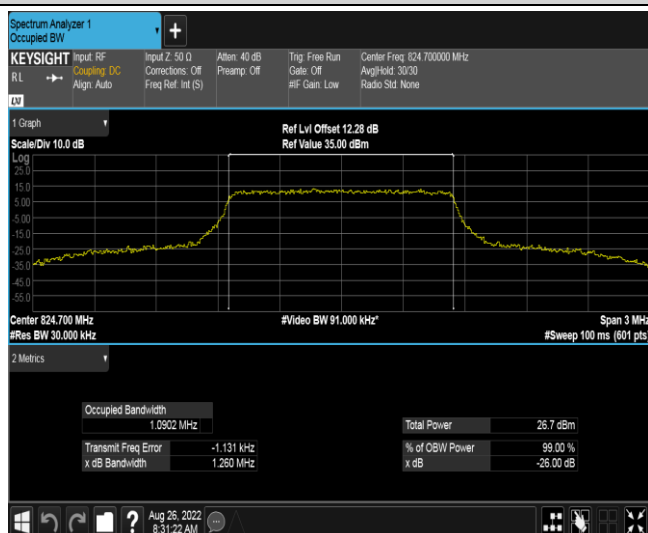 Spectrum Analyzer 1
Occupied BW
+
KEYSIGHT
R L
LXI
Input: RF
Coupling: DC
Align: Auto
Input Z: 50 Ω
Corrections: Off
Freq Ref: Int (S)
Atten: 40 dB
Preamp: Off
Trig: Free Run
Gate: Off
#IF Gain: Low
Center Freq: 824.700000 MHz
Avg|Hold: 30/30
Radio Std: None
1 Graph
Scale/Div 10.0 dB
Ref Lvl Offset 12.28 dB
Ref Value 35.00 dBm
Log
25.0
15.0
5.00
-5.00
-15.0
-25.0
-35.0
-45.0
-55.0
Center 824.700 MHz
#Res BW 30.000 kHz
#Video BW 91.000 kHz*
Span 3 MHz
#Sweep 100 ms (601 pts)
2 Metrics
Occupied Bandwidth
1.0902 MHz
Transmit Freq Error -1.131 kHz
x dB Bandwidth 1.260 MHz
Total Power 26.7 dBm
% of OBW Power 99.00 %
x dB -26.00 dB
?
Aug 26, 2022
8:31:22 AM